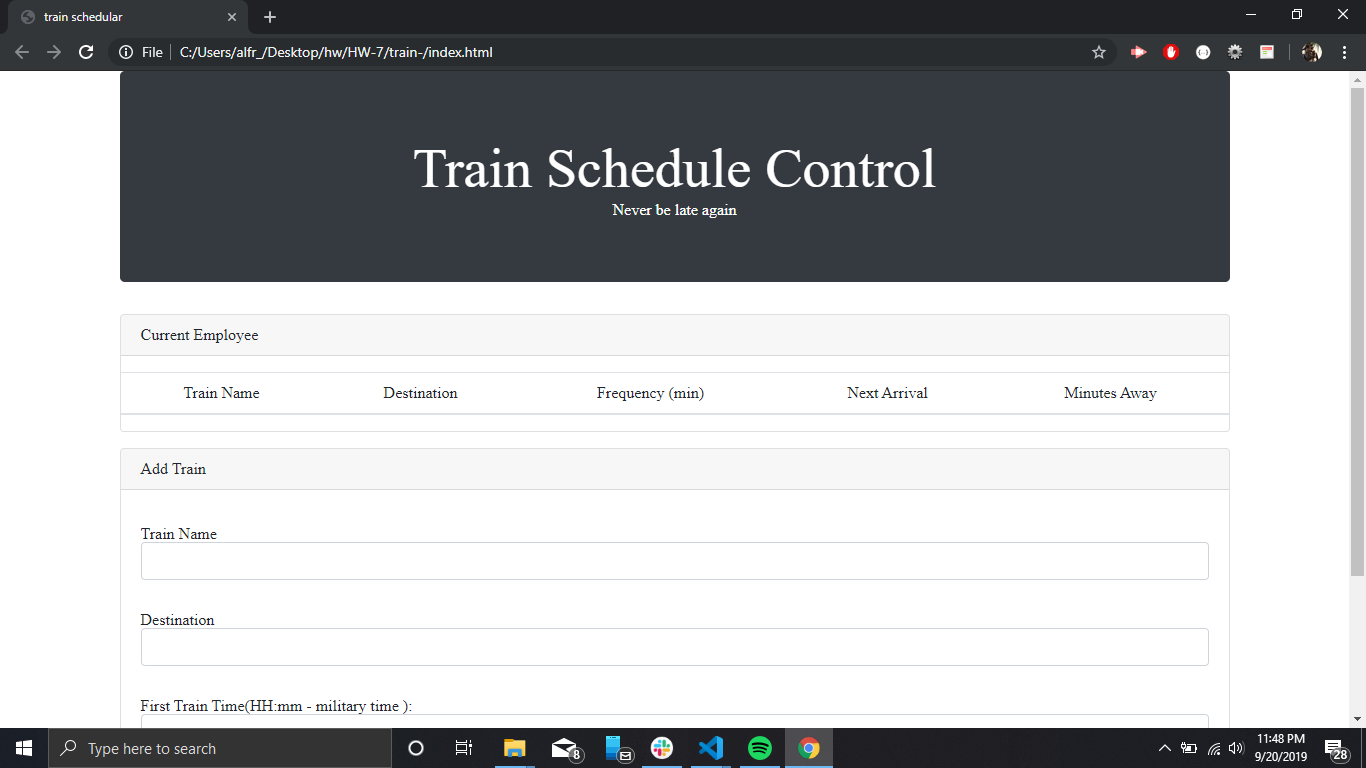 train schedular
File C:/Users/alfr_/Desktop/hw/HW-7/train-/index.html
Train Schedule Control
Never be late again
Current Employee
Train Name Destination Frequency (min) Next Arrival Minutes Away
Add Train
Train Name
Destination
First Train Time(HH:mm - military time ):
Type here to search
8
11:48 PM
9/20/2019
28